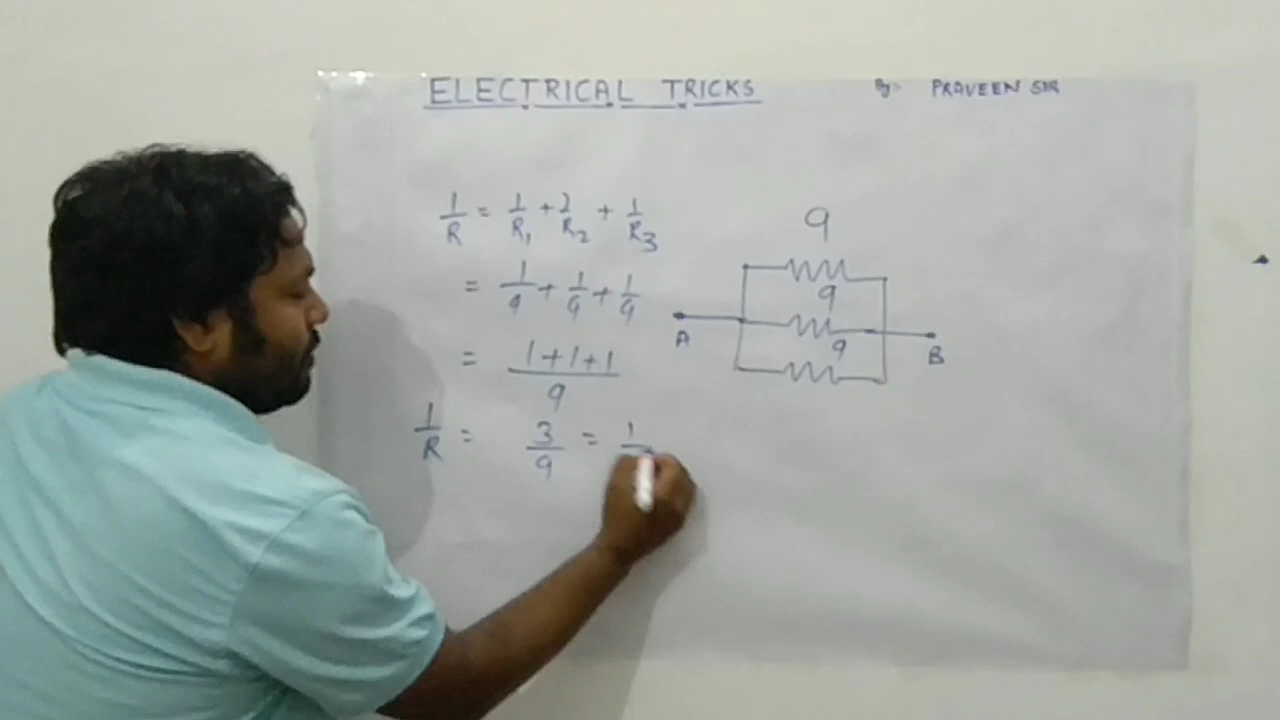 ELECTRICAL TRICKS By:- PRAVEEN SIR
1/R = 1/R₁ + 1/R₂ + 1/R₃
= 1/9 + 1/9 + 1/9
= (1+1+1)/9
1/R = 3/9 = 1/
9
9
9
A
B